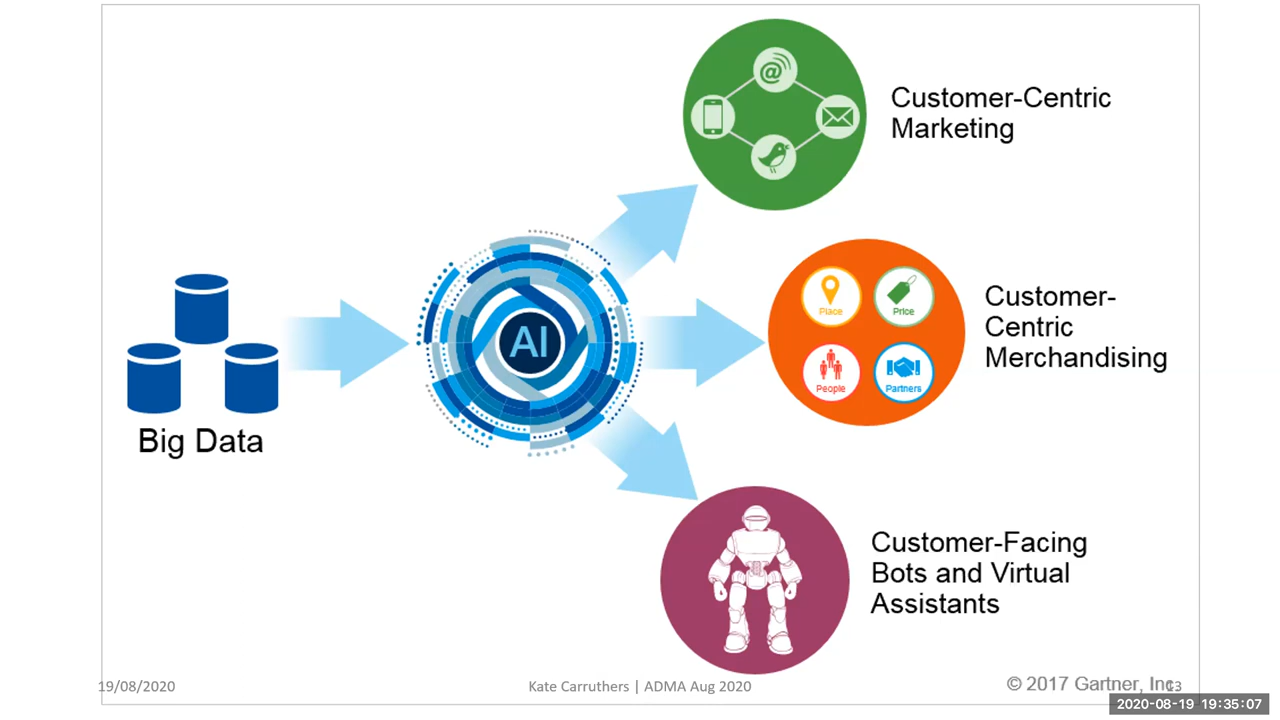 Customer-Centric
Marketing
Big Data
AI
@
Place
Price
People
Partners
Customer-
Centric
Merchandising
Customer-Facing
Bots and Virtual
Assistants
19/08/2020
Kate Carruthers | ADMA Aug 2020
© 2017 Gartner, Inc.
13
2020-08-19 19:35:07